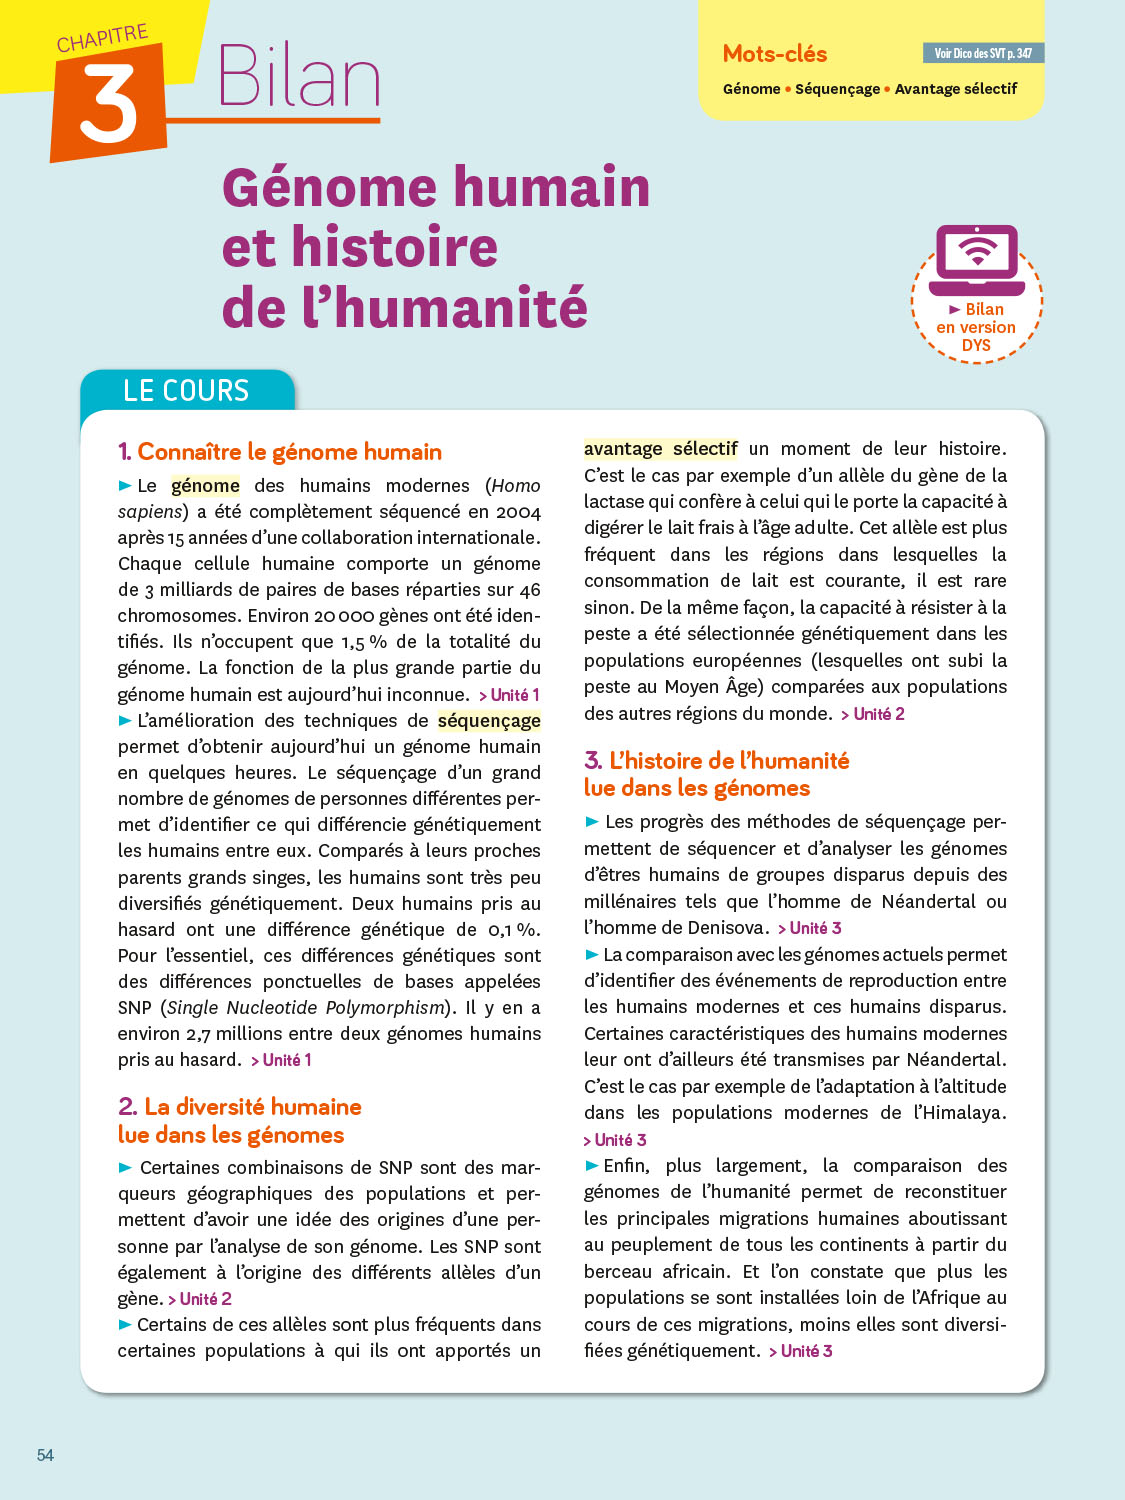 CHAPITRE
3
Bilan
Mots-clés
Voir Dico des SVT p. 347
Génome • Séquençage • Avantage sélectif
Génome humain
et histoire
de l’humanité
► Bilan
en version
DYS
LE COURS
1. Connaître le génome humain
► Le génome des humains modernes (Homo
sapiens) a été complètement séquencé en 2004
après 15 années d’une collaboration internationale.
Chaque cellule humaine comporte un génome
de 3 milliards de paires de bases réparties sur 46
chromosomes. Environ 20 000 gènes ont été iden-
tifiés. Ils n’occupent que 1,5 % de la totalité du
génome. La fonction de la plus grande partie du
génome humain est aujourd’hui inconnue. > Unité 1
► L’amélioration des techniques de séquençage
permet d’obtenir aujourd’hui un génome humain
en quelques heures. Le séquençage d’un grand
nombre de génomes de personnes différentes per-
met d’identifier ce qui différencie génétiquement
les humains entre eux. Comparés à leurs proches
parents grands singes, les humains sont très peu
diversifiés génétiquement. Deux humains pris au
hasard ont une différence génétique de 0,1 %.
Pour l’essentiel, ces différences génétiques sont
des différences ponctuelles de bases appelées
SNP (Single Nucleotide Polymorphism). Il y en a
environ 2,7 millions entre deux génomes humains
pris au hasard. > Unité 1
2. La diversité humaine
lue dans les génomes
► Certaines combinaisons de SNP sont des mar-
queurs géographiques des populations et per-
mettent d’avoir une idée des origines d’une per-
sonne par l’analyse de son génome. Les SNP sont
également à l’origine des différents allèles d’un
gène. > Unité 2
► Certains de ces allèles sont plus fréquents dans
certaines populations à qui ils ont apportés un
avantage sélectif un moment de leur histoire.
C’est le cas par exemple d’un allèle du gène de la
lactase qui confère à celui qui le porte la capacité à
digérer le lait frais à l’âge adulte. Cet allèle est plus
fréquent dans les régions dans lesquelles la
consommation de lait est courante, il est rare
sinon. De la même façon, la capacité à résister à la
peste a été sélectionnée génétiquement dans les
populations européennes (lesquelles ont subi la
peste au Moyen Âge) comparées aux populations
des autres régions du monde. > Unité 2
3. L’histoire de l’humanité
lue dans les génomes
► Les progrès des méthodes de séquençage per-
mettent de séquencer et d’analyser les génomes
d’êtres humains de groupes disparus depuis des
millénaires tels que l’homme de Néandertal ou
l’homme de Denisova. > Unité 3
► La comparaison avec les génomes actuels permet
d’identifier des événements de reproduction entre
les humains modernes et ces humains disparus.
Certaines caractéristiques des humains modernes
leur ont d’ailleurs été transmises par Néandertal.
C’est le cas par exemple de l’adaptation à l’altitude
dans les populations modernes de l’Himalaya.
> Unité 3
► Enfin, plus largement, la comparaison des
génomes de l’humanité permet de reconstituer
les principales migrations humaines aboutissant
au peuplement de tous les continents à partir du
berceau africain. Et l’on constate que plus les
populations se sont installées loin de l’Afrique au
cours de ces migrations, moins elles sont diversi-
fiées génétiquement. > Unité 3
54